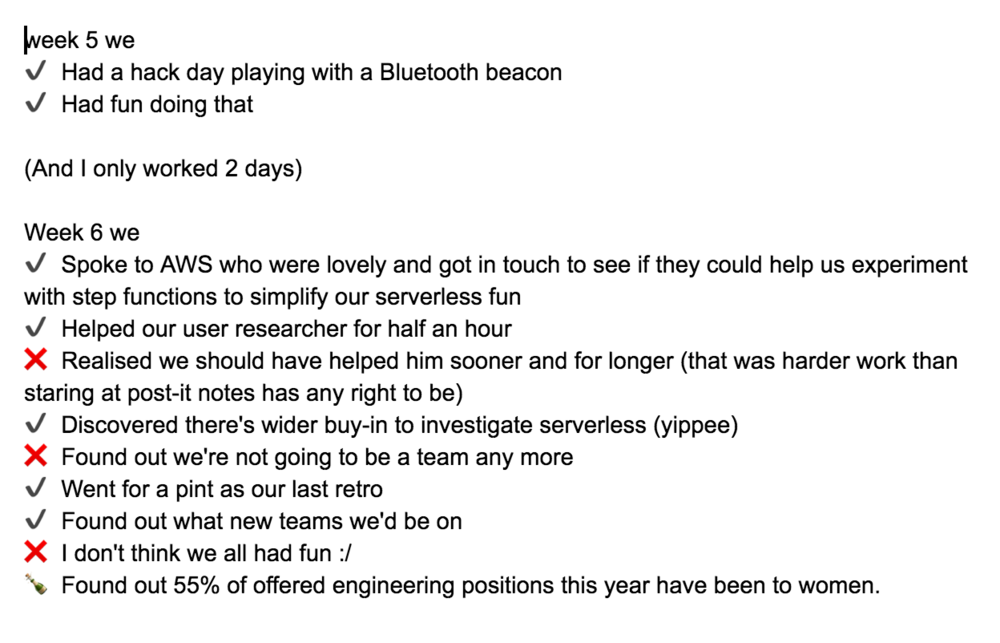 week 5 we
✔ Had a hack day playing with a Bluetooth beacon
✔ Had fun doing that
(And I only worked 2 days)
Week 6 we
✔ Spoke to AWS who were lovely and got in touch to see if they could help us experiment
with step functions to simplify our serverless fun
✔ Helped our user researcher for half an hour
❌ Realised we should have helped him sooner and for longer (that was harder work than
staring at post-it notes has any right to be)
✔ Discovered there's wider buy-in to investigate serverless (yippee)
❌ Found out we're not going to be a team any more
✔ Went for a pint as our last retro
✔ Found out what new teams we'd be on
❌ I don't think we all had fun :/
🍾 Found out 55% of offered engineering positions this year have been to women.